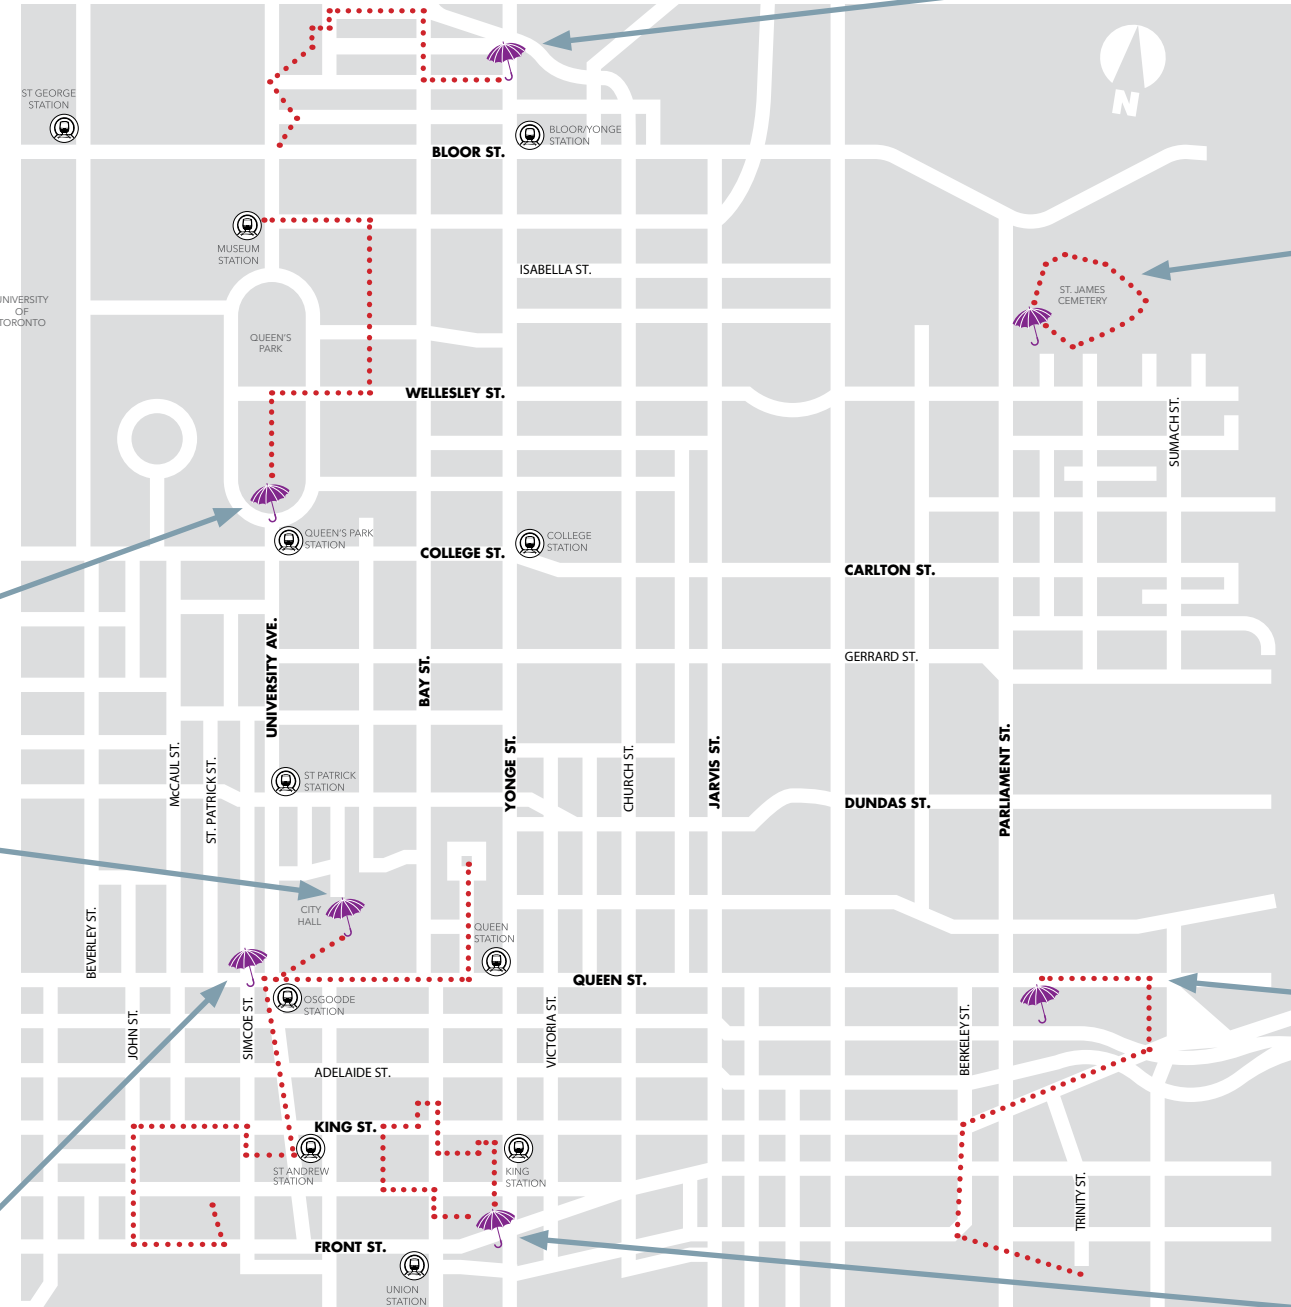 N
ST GEORGE
STATION
BLOOR/YONGE
STATION
BLOOR ST.
MUSEUM
STATION
ISABELLA ST.
ST. JAMES
CEMETERY
UNIVERSITY
OF
TORONTO
QUEEN'S
PARK
WELLESLEY ST.
SUMACH ST.
QUEEN'S PARK
STATION
COLLEGE ST.
COLLEGE
STATION
CARLTON ST.
UNIVERSITY AVE.
BAY ST.
GERRARD ST.
McCAUL ST.
ST. PATRICK ST.
ST PATRICK
STATION
YONGE ST.
CHURCH ST.
JARVIS ST.
DUNDAS ST.
PARLIAMENT ST.
BEVERLEY ST.
CITY
HALL
QUEEN
STATION
QUEEN ST.
JOHN ST.
SIMCOE ST.
OSGOODE
STATION
VICTORIA ST.
BERKELEY ST.
ADELAIDE ST.
KING ST.
ST ANDREW
STATION
KING
STATION
TRINITY ST.
FRONT ST.
UNION
STATION